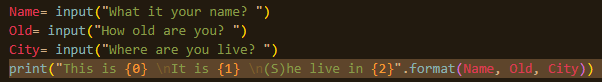 Name= input("What it your name? ")
Old= input("How old are you? ")
City= input("Where are you live? ")
print("This is {0} \nIt is {1} \n(S)he live in {2}".format(Name, Old, City))